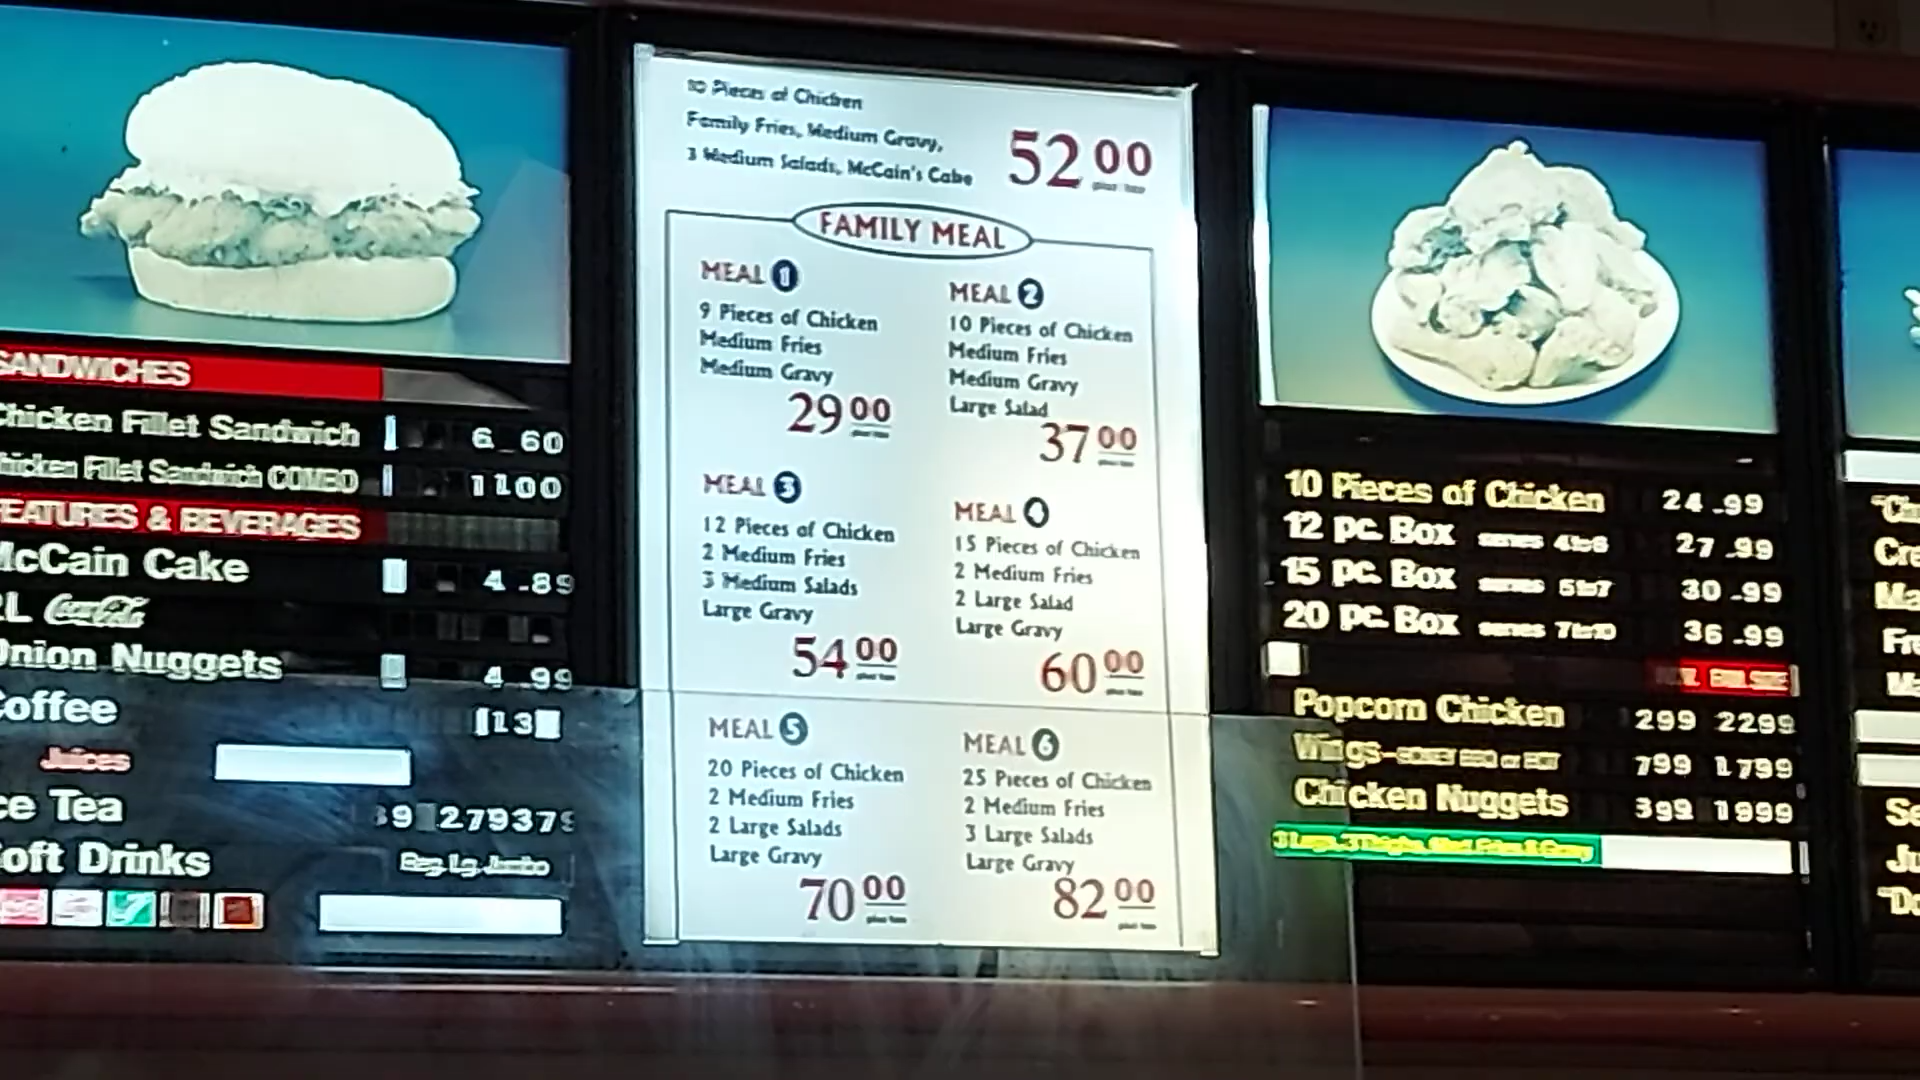 SANDWICHES
Chicken Fillet Sandwich 6 60
Chicken Fillet Sandwich COMBO 11 00
FEATURES & BEVERAGES
McCain Cake 4 .89
2L Coca-Cola
Onion Nuggets 4 .99
Coffee
Juices
Ice Tea
Soft Drinks Reg. Lg. Jumbo
10 Pieces of Chicken
Family Fries, Medium Gravy,
3 Medium Salads, McCain's Cake
52 00
plus tax
FAMILY MEAL
MEAL 1
9 Pieces of Chicken
Medium Fries
Medium Gravy
29 00
plus tax
MEAL 2
10 Pieces of Chicken
Medium Fries
Medium Gravy
Large Salad
37 00
plus tax
MEAL 3
12 Pieces of Chicken
2 Medium Fries
3 Medium Salads
Large Gravy
54 00
plus tax
MEAL 4
15 Pieces of Chicken
2 Medium Fries
2 Large Salad
Large Gravy
60 00
plus tax
MEAL 5
20 Pieces of Chicken
2 Medium Fries
2 Large Salads
Large Gravy
70 00
plus tax
MEAL 6
25 Pieces of Chicken
2 Medium Fries
3 Large Salads
Large Gravy
82 00
plus tax
10 Pieces of Chicken 24 .99
12 pc. Box serves 4 to 6 27 .99
15 pc. Box serves 5 to 7 30 .99
20 pc. Box serves 7 to 10 36 .99
Popcorn Chicken 299 2299
Wings 799 1799
Chicken Nuggets 399 1999
3 Legs, 3 Thighs, Med. Fries & Gravy